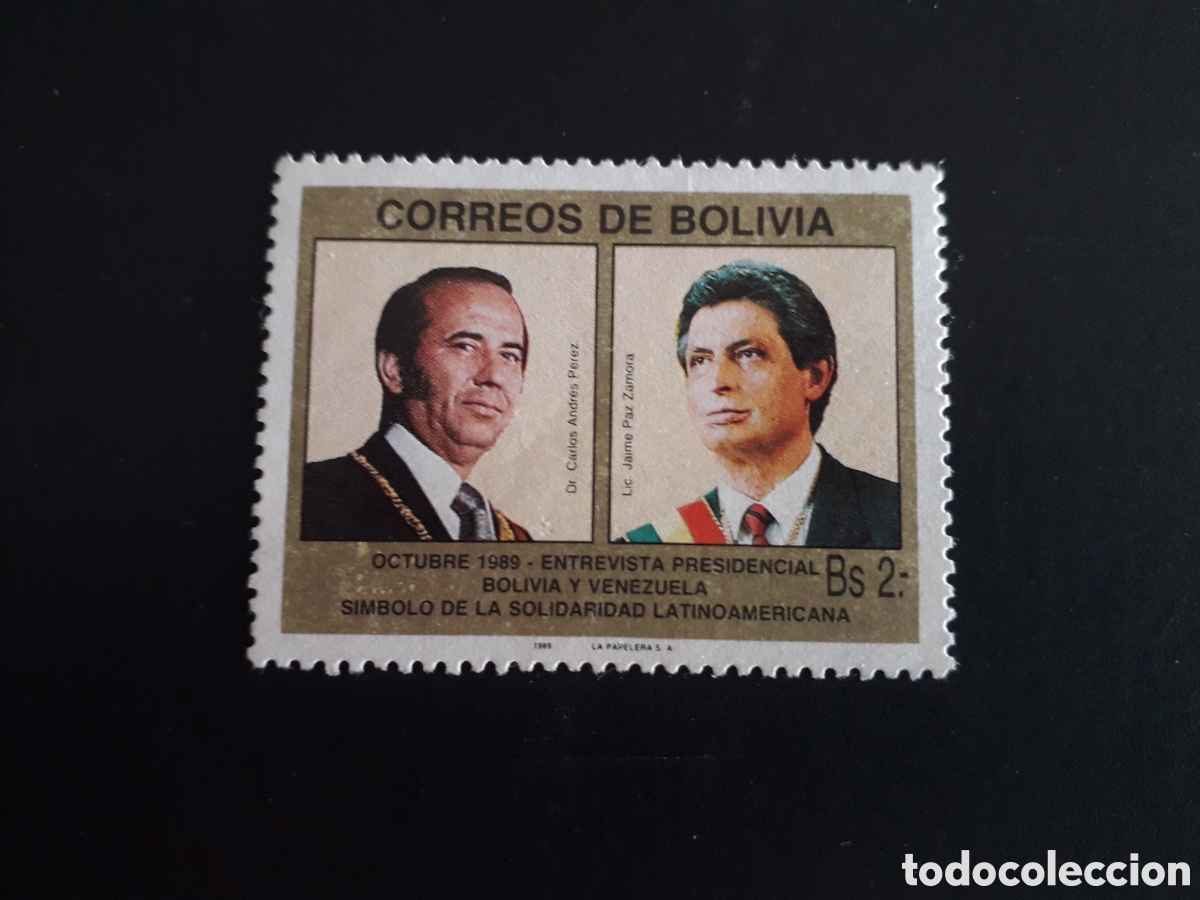 CORREOS DE BOLIVIA
Dr. Carlos Andrés Perez
Lic. Jaime Paz Zamora
OCTUBRE 1989 - ENTREVISTA PRESIDENCIAL
BOLIVIA Y VENEZUELA
SIMBOLO DE LA SOLIDARIDAD LATINOAMERICANA
Bs 2.-
1989 LA PAPELERA S. A.
todocoleccion